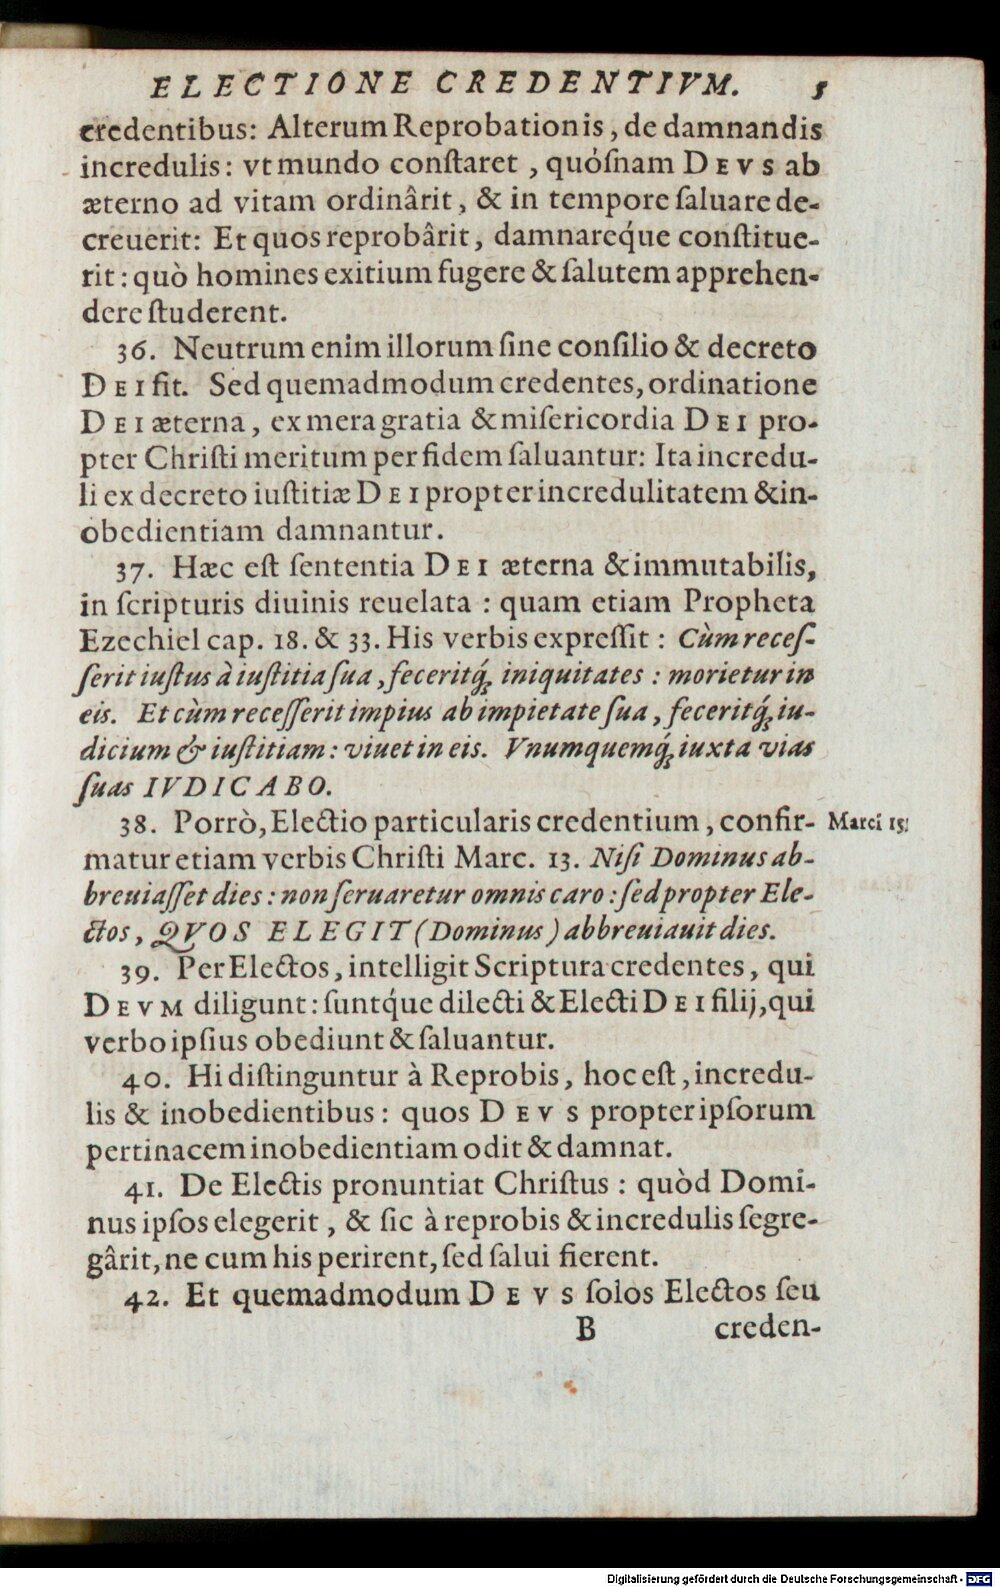 ELECTIONE CREDENTIVM. 5
credentibus: Alterum Reprobationis, de damnandis
incredulis: vt mundo conſtaret, quóſnam DEVS ab
æterno ad vitam ordinârit, & in tempore ſaluare de-
creuerit: Et quos reprobârit, damnareq́ue conſtitue-
rit: quò homines exitium fugere & ſalutem apprehen-
dere ſtuderent.
36. Neutrum enim illorum ſine conſilio & decreto
DEI fit. Sed quemadmodum credentes, ordinatione
DEI æterna, ex mera gratia & miſericordia DEI pro-
pter Chriſti meritum per fidem ſaluantur: Ita incredu-
li ex decreto iuſtitiæ DEI propter incredulitatem & in-
obedientiam damnantur.
37. Hæc eſt ſententia DEI æterna & immutabilis,
in ſcripturis diuinis reuelata: quam etiam Propheta
Ezechiel cap. 18. & 33. His verbis expreſſit: Cùm receſ-
ſerit iuſtus à iuſtitia ſua, feceritq́; iniquitates: morietur in
eis. Et cùm receſſerit impius ab impietate ſua, feceritq́; iu-
dicium & iuſtitiam: viuet in eis. Vnumquemq́; iuxta vias
ſuas IVDICABO.
38. Porrò, Electio particularis credentium, confir- Marci 15.
matur etiam verbis Chriſti Marc. 13. Niſi Dominus ab-
breuiaſſet dies: non ſeruaretur omnis caro: ſed propter Ele-
ctos, QVOS ELEGIT (Dominus) abbreuiauit dies.
39. Per Electos, intelligit Scriptura credentes, qui
DEVM diligunt: ſuntq́ue dilecti & Electi DEI filij, qui
verbo ipſius obediunt & ſaluantur.
40. Hi diſtinguntur à Reprobis, hoc eſt, incredu-
lis & inobedientibus: quos DEVS propter ipſorum
pertinacem inobedientiam odit & damnat.
41. De Electis pronuntiat Chriſtus: quòd Domi-
nus ipſos elegerit, & ſic à reprobis & incredulis ſegre-
gârit, ne cum his perirent, ſed ſalui fierent.
42. Et quemadmodum DEVS ſolos Electos ſeu
B creden-
Digitalisierung gefördert durch die Deutsche Forschungsgemeinschaft - DFG